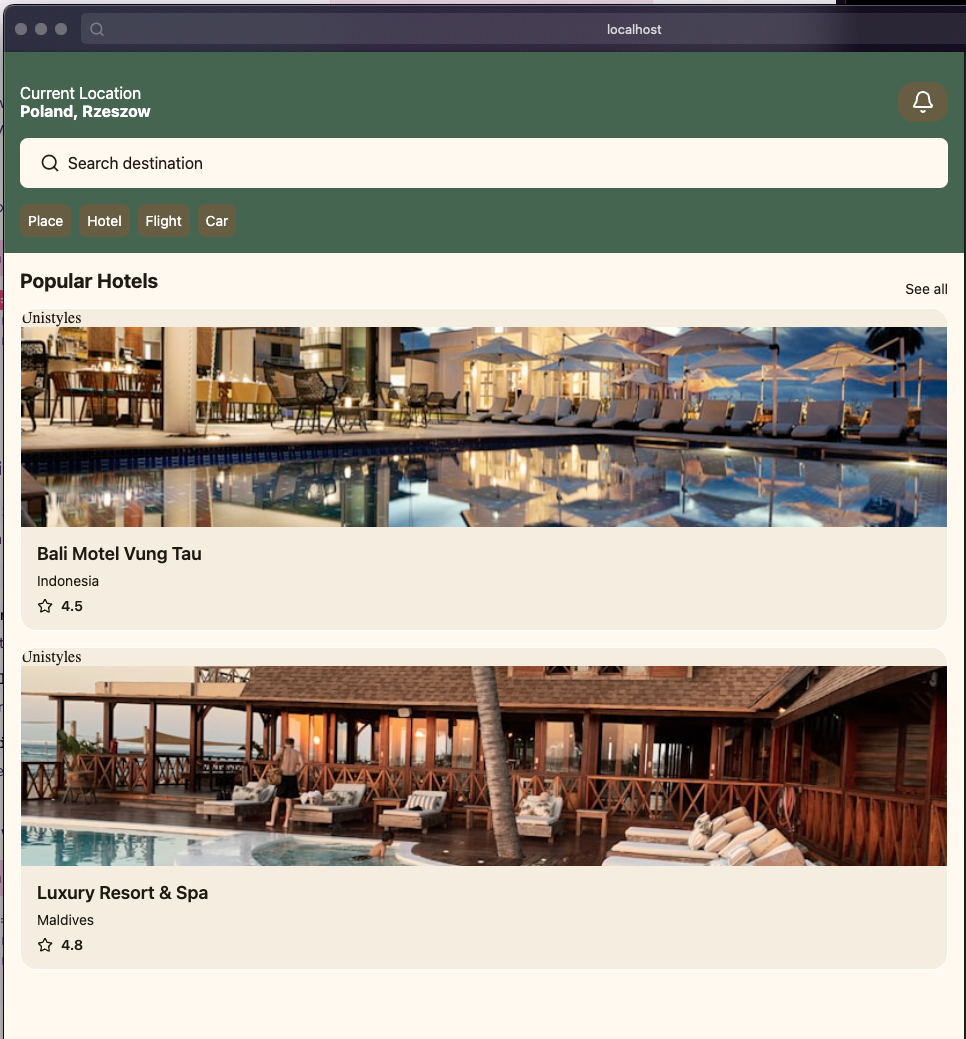 localhost
Current Location
Poland, Rzeszow
Search destination
Place Hotel Flight Car
Popular Hotels
See all
Unistyles
Bali Motel Vung Tau
Indonesia
4.5
Unistyles
Luxury Resort & Spa
Maldives
4.8